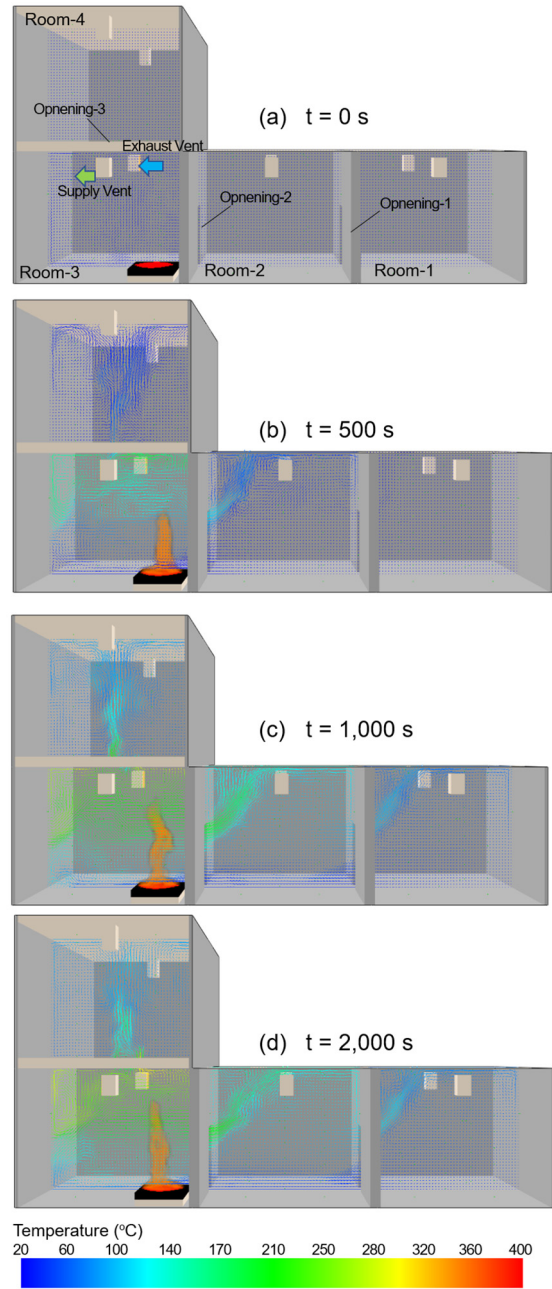 Room-4
(a) t = 0 s
Opnening-3
Exhaust Vent
Supply Vent
Opnening-2
Opnening-1
Room-3
Room-2
Room-1
(b) t = 500 s
(c) t = 1,000 s
(d) t = 2,000 s
Temperature (°C)
20 60 100 140 170 210 250 280 320 360 400